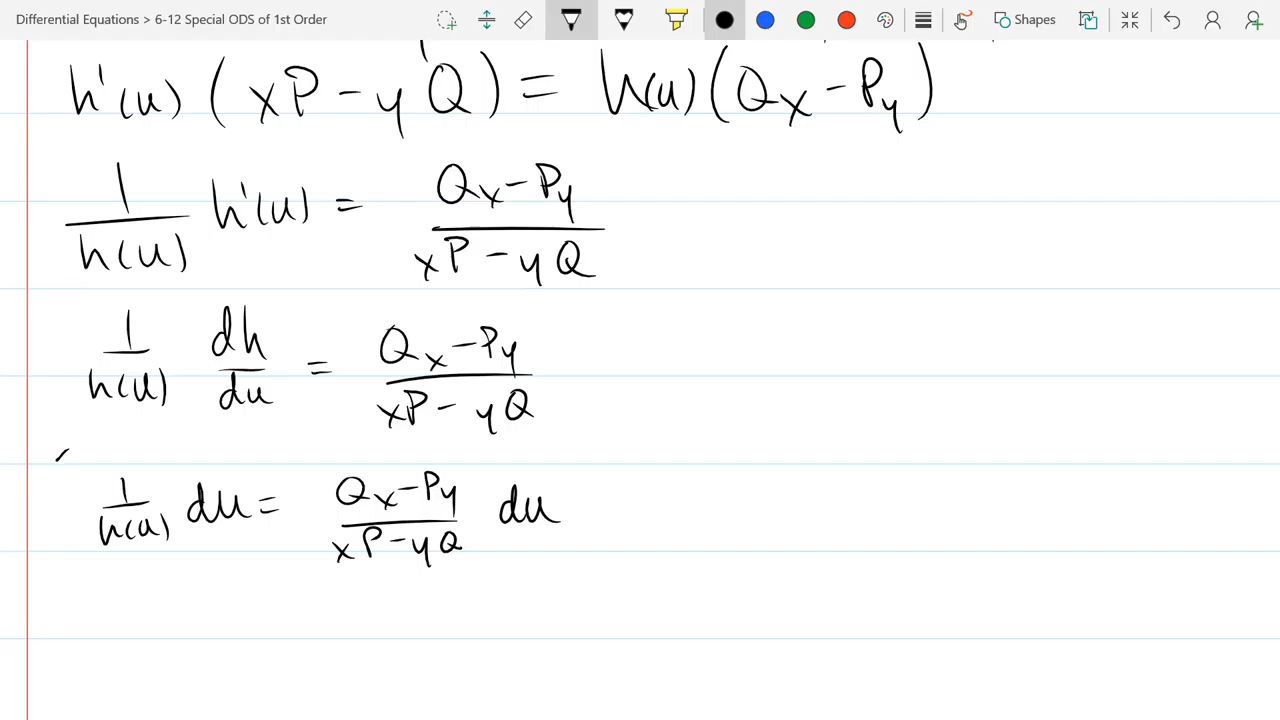 Differential Equations > 6-12 Special ODS of 1st Order
Shapes
h'(u) (xP - yQ) = h(u) (Qx - Py)
1/h(u) h'(u) = (Qx - Py)/(xP - yQ)
1/h(u) dh/du = (Qx - Py)/(xP - yQ)
1/h(u) du = (Qx - Py)/(xP - yQ) du